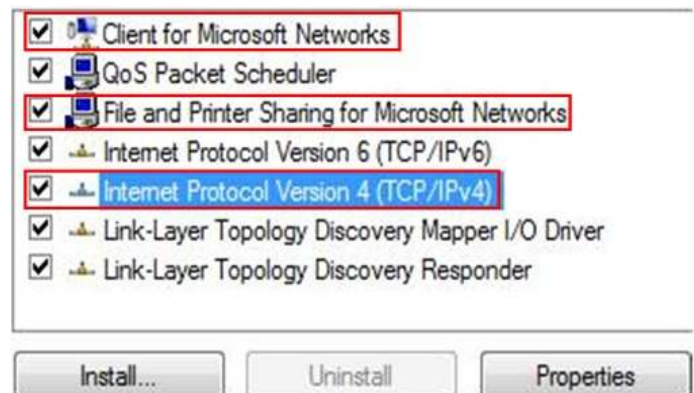 Client for Microsoft Networks
QoS Packet Scheduler
File and Printer Sharing for Microsoft Networks
Internet Protocol Version 6 (TCP/IPv6)
Internet Protocol Version 4 (TCP/IPv4)
Link-Layer Topology Discovery Mapper I/O Driver
Link-Layer Topology Discovery Responder
Install... Uninstall Properties